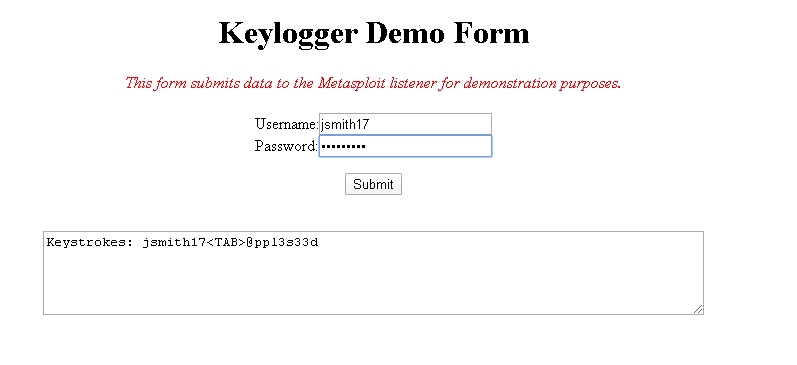 Keylogger Demo Form
This form submits data to the Metasploit listener for demonstration purposes.
Username: jsmith17
Password: •••••••••
Submit
Keystrokes: jsmith17<TAB>@ppl3s33d